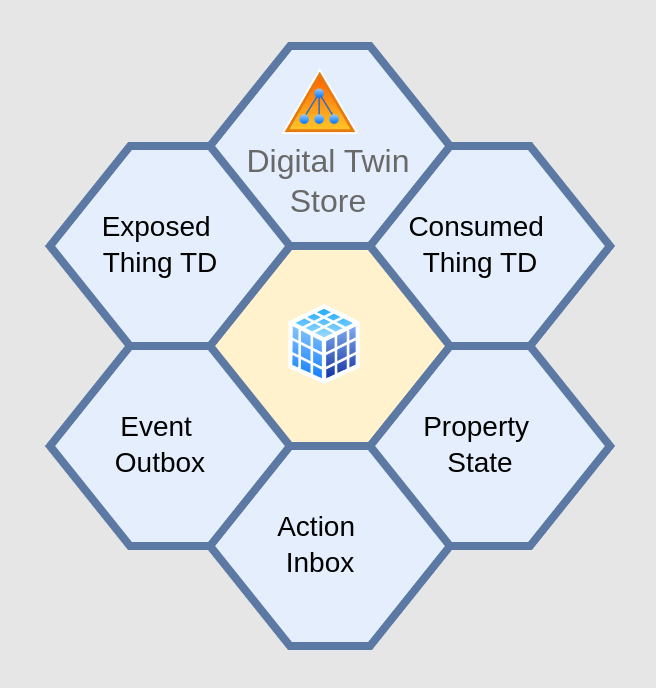 Digital Twin
Store
Exposed
Thing TD
Consumed
Thing TD
Event
Outbox
Property
State
Action
Inbox